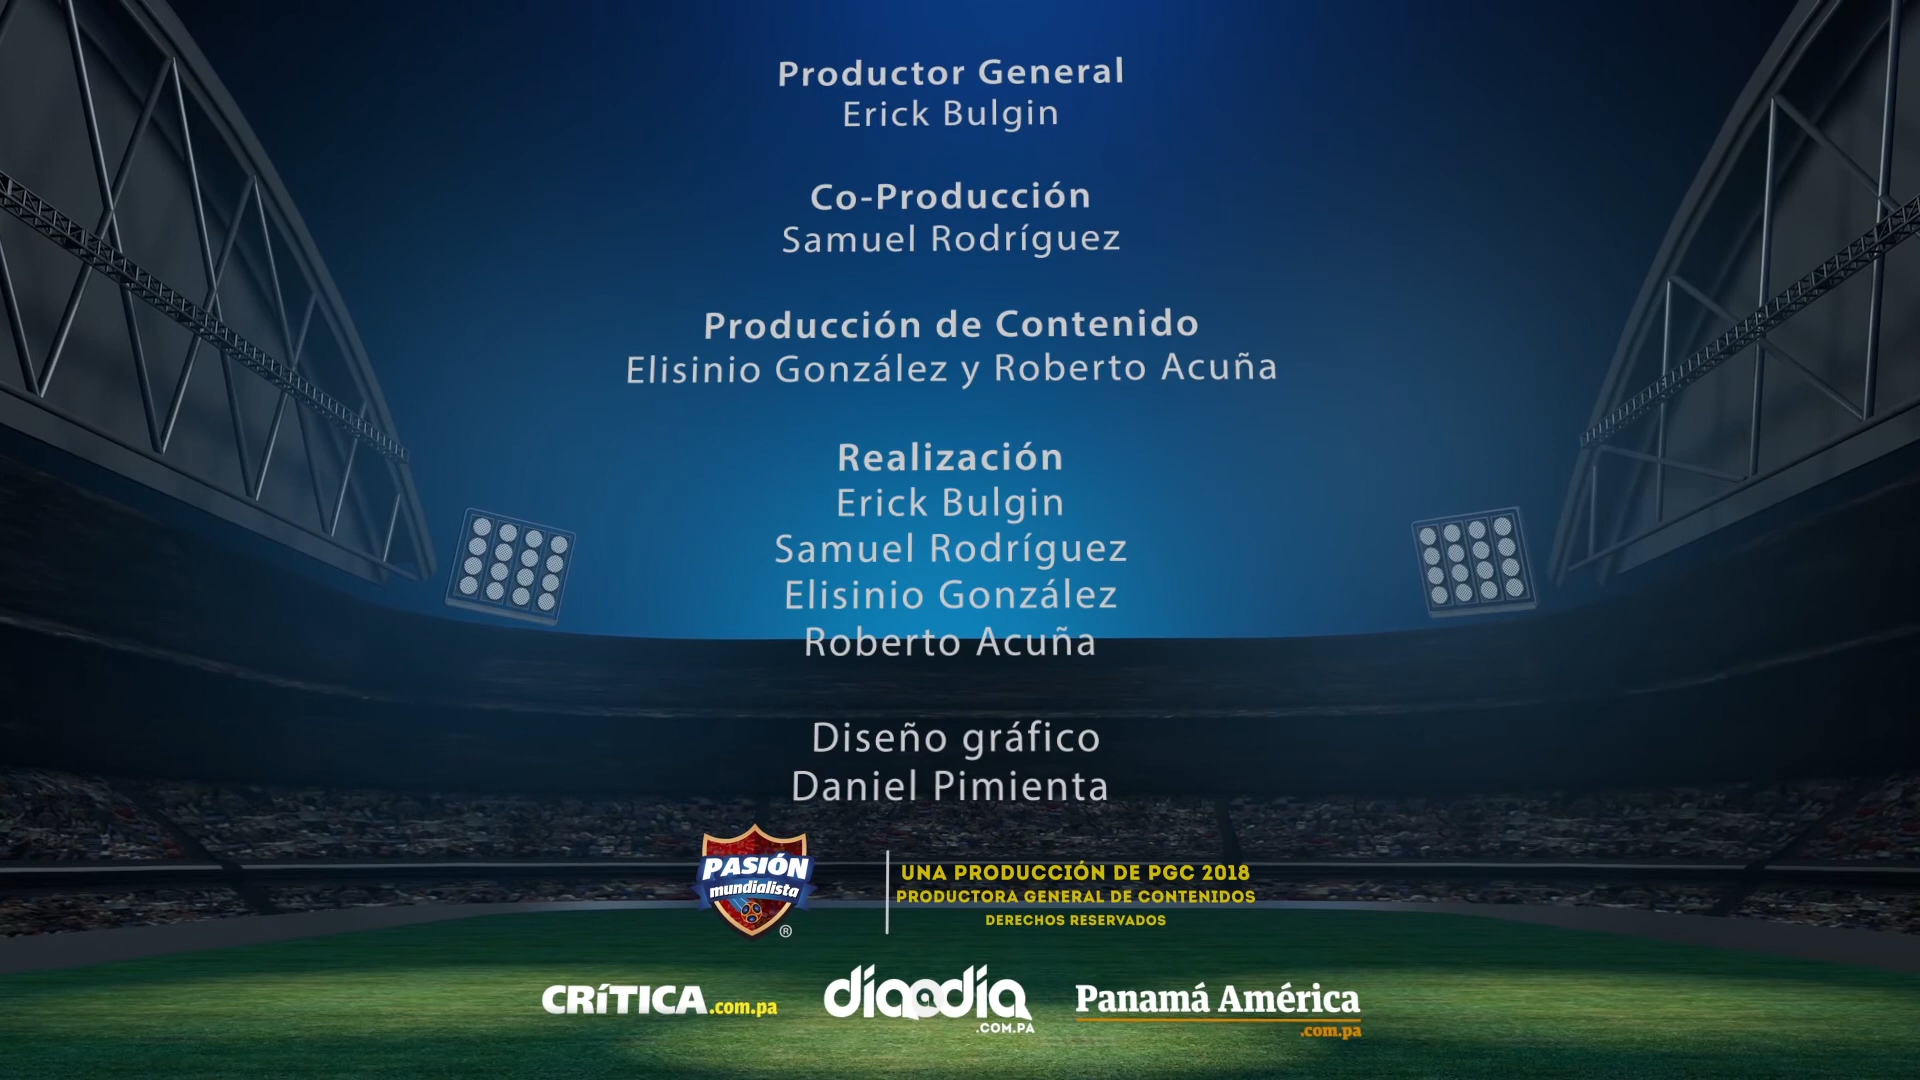 Productor General
Erick Bulgin
Co-Producción
Samuel Rodríguez
Producción de Contenido
Elisinio González y Roberto Acuña
Realización
Erick Bulgin
Samuel Rodríguez
Elisinio González
Roberto Acuña
Diseño gráfico
Daniel Pimienta
PASIÓN
mundialista
®
UNA PRODUCCIÓN DE PGC 2018
PRODUCTORA GENERAL DE CONTENIDOS
DERECHOS RESERVADOS
CRÍTICA.com.pa
díaadía
.COM.PA
Panamá América
.com.pa